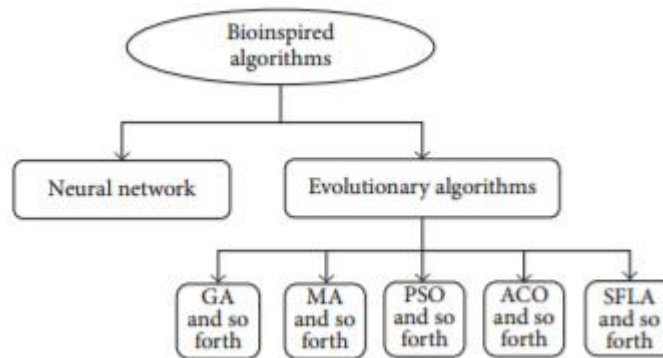 Bioinspired
algorithms
Neural network
Evolutionary algorithms
GA
and so
forth
MA
and so
forth
PSO
and so
forth
ACO
and so
forth
SFLA
and so
forth